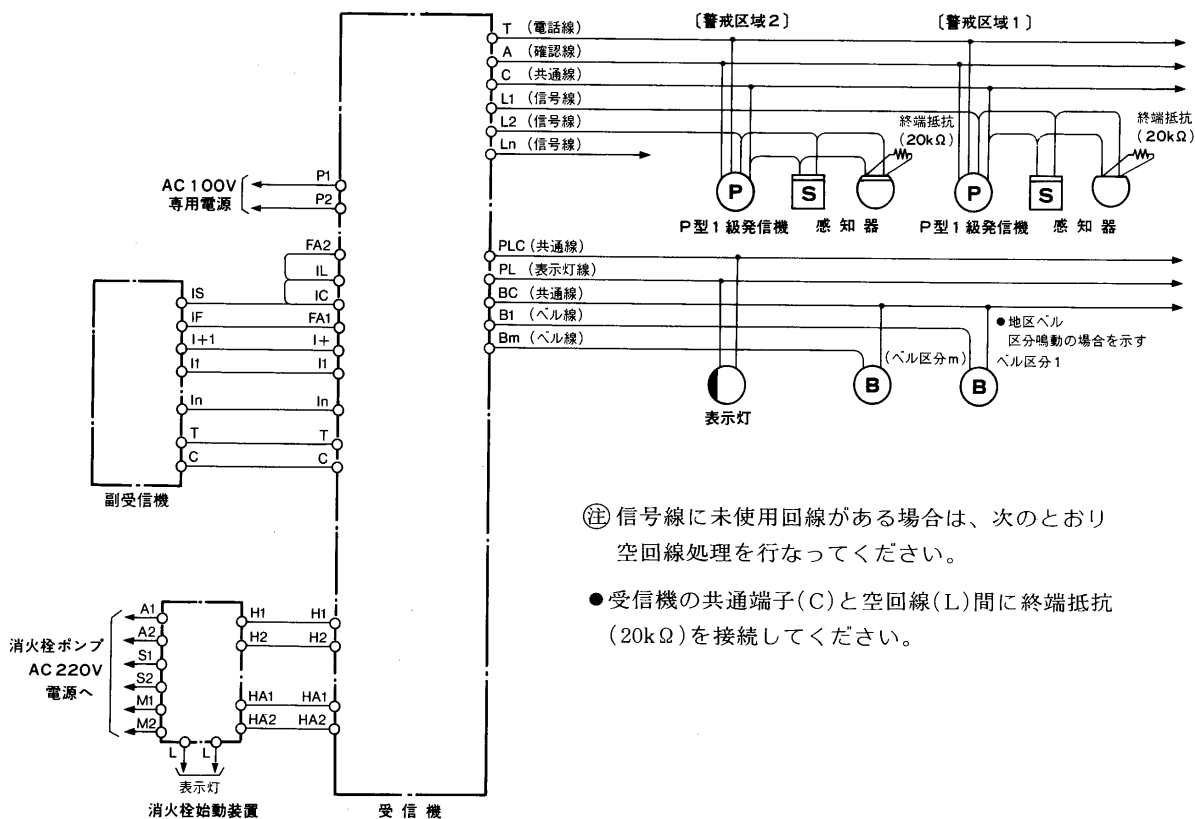 〔警戒区域2〕
〔警戒区域1〕
T (電話線)
A (確認線)
C (共通線)
L1 (信号線)
L2 (信号線)
Ln (信号線)
終端抵抗
(20kΩ)
終端抵抗
(20kΩ)
P
S
P
S
P型1級発信機
感知器
P型1級発信機
感知器
AC100V
専用電源
P1
P2
FA2
IL
IC
FA1
I+
I1
In
T
C
IS
IF
I+1
I1
In
T
C
副受信機
PLC (共通線)
PL (表示灯線)
BC (共通線)
B1 (ベル線)
Bm (ベル線)
●地区ベル
区分鳴動の場合を示す
(ベル区分m)
ベル区分1
B
B
表示灯
注 信号線に未使用回線がある場合は、次のとおり
空回線処理を行なってください。
●受信機の共通端子(C)と空回線(L)間に終端抵抗
(20kΩ)を接続してください。
消火栓ポンプ
AC220V
電源へ
A1
A2
S1
S2
M1
M2
H1
H2
HA1
HA2
H1
H2
HA1
HA2
L
L
表示灯
消火栓始動装置
受信機